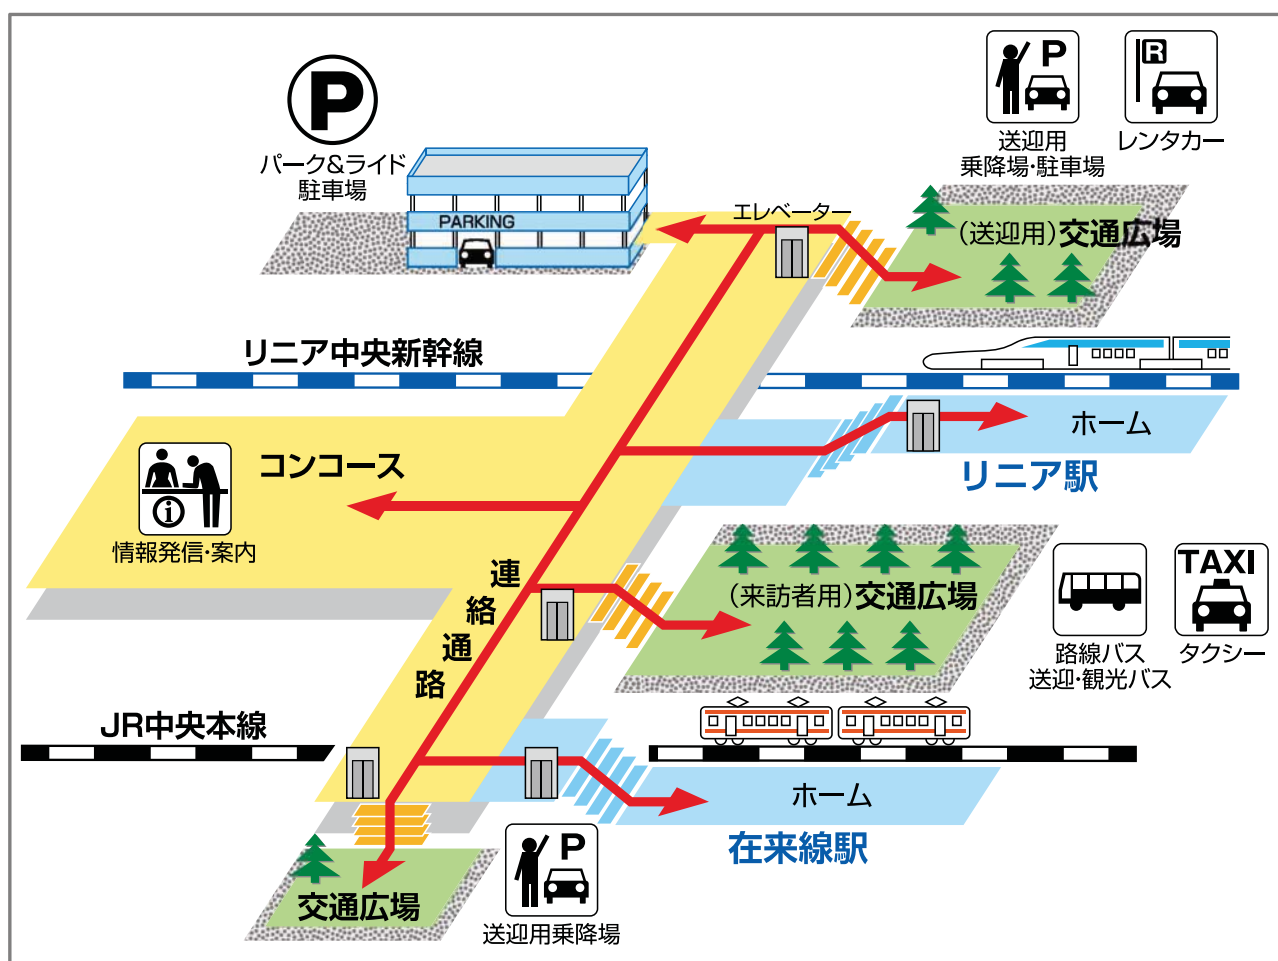 P
パーク&ライド
駐車場
PARKING
エレベーター
P
送迎用
乗降場・駐車場
R
レンタカー
(送迎用)交通広場
リニア中央新幹線
ホーム
リニア駅
コンコース
i
情報発信・案内
連絡通路
(来訪者用)交通広場
路線バス
送迎・観光バス
TAXI
タクシー
JR中央本線
ホーム
在来線駅
交通広場
P
送迎用乗降場